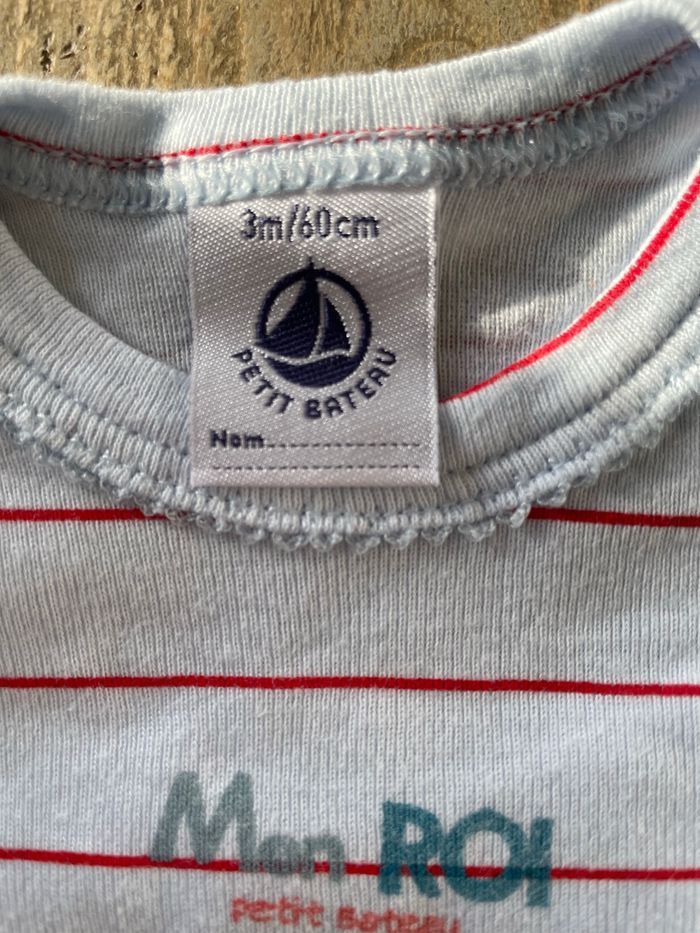 3m/60cm
PETIT BATEAU
Nom
Mon ROI
Petit Bateau